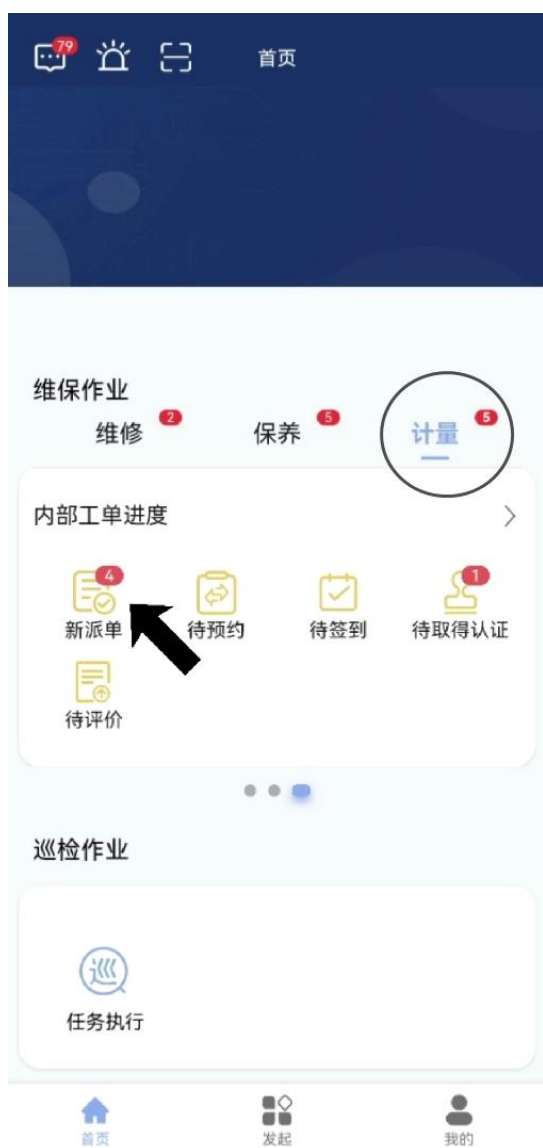 79
首页
维保作业
维修 2 保养 5 计量 5
内部工单进度
4 1
新派单 待预约 待签到 待取得认证
待评价
巡检作业
巡
任务执行
首页 发起 我的